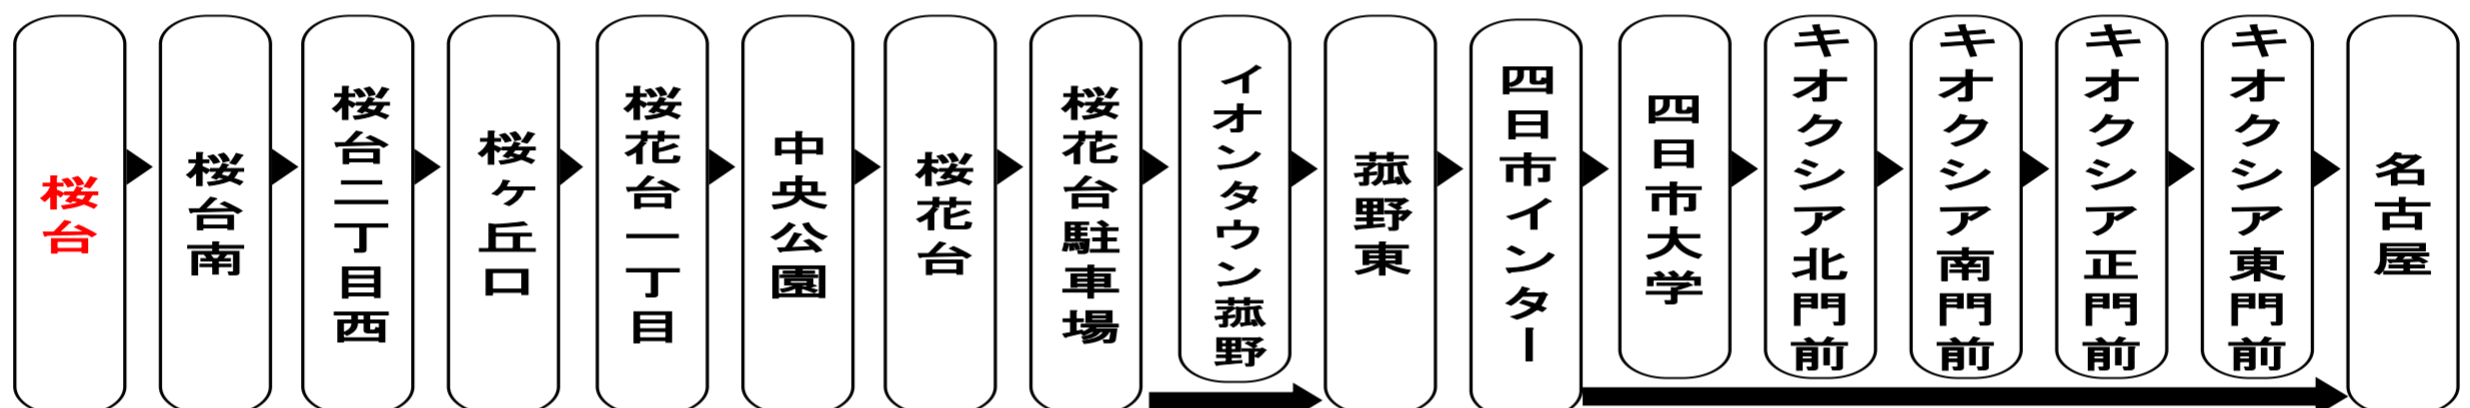 桜台
桜台南
桜台二丁目西
桜ヶ丘口
桜花台一丁目
中央公園
桜花台
桜花台駐車場
イオンタウン菰野
菰野東
四日市インター
四日市大学
キオクシア北門前
キオクシア南門前
キオクシア正門前
キオクシア東門前
名古屋